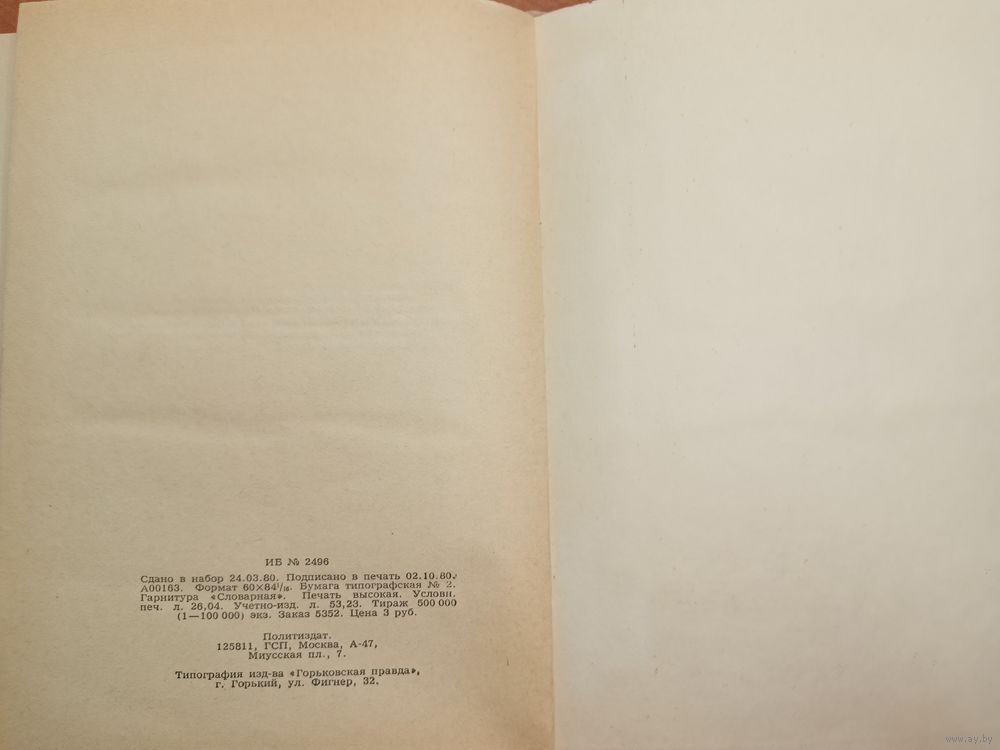 ИБ № 2496
Сдано в набор 24.03.80. Подписано в печать 02.10.80.
А00163. Формат 60×84¹/₁₆. Бумага типографская № 2.
Гарнитура «Словарная». Печать высокая. Условн.
печ. л. 26,04. Учетно-изд. л. 53,23. Тираж 500 000
(1—100 000) экз. Заказ 5352. Цена 3 руб.
Политиздат.
125811, ГСП, Москва, А-47,
Миусская пл., 7.
Типография изд-ва «Горьковская правда»,
г. Горький, ул. Фигнер, 32.
www.ay.by